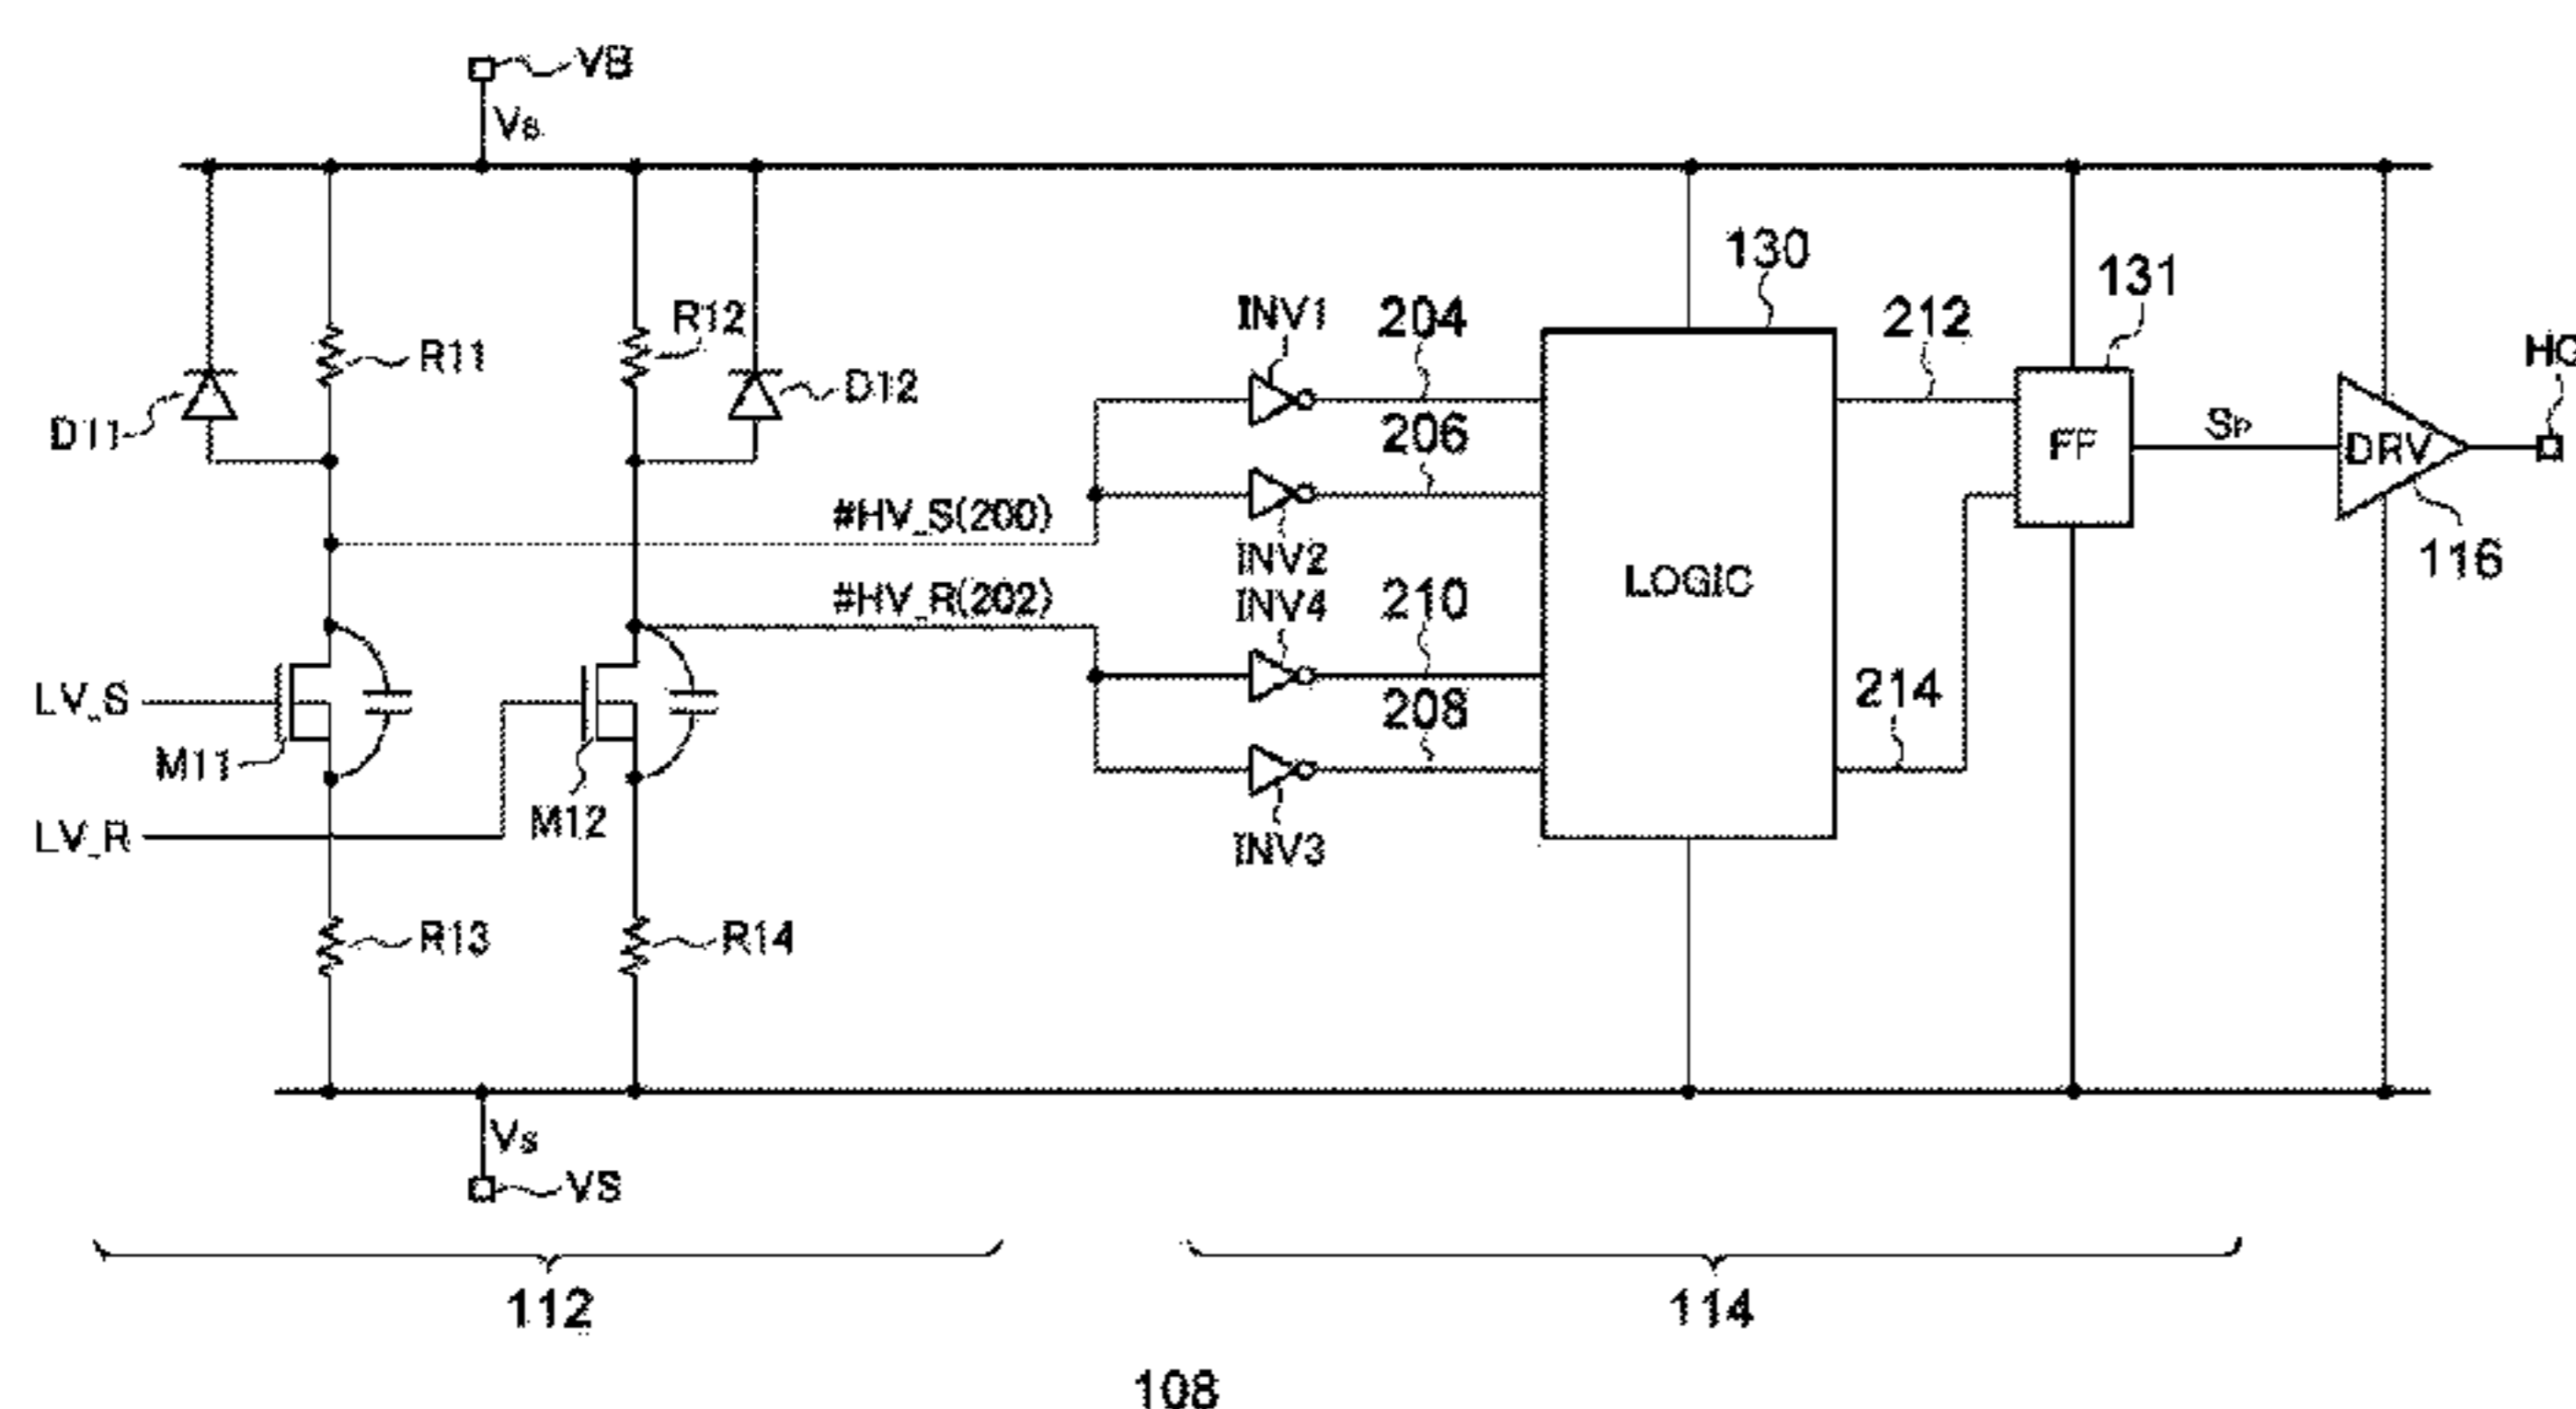 VB
VB
130
131
INV1
204
212
HO
R12
R11
D12
D11
206
SP
FF
DRV
#HV_S(200)
INV2
116
#HV_R(202)
INV4
210
LOGIC
LV_S
208
214
M11
M12
LV_R
INV3
R13
R14
VS
VS
112
114
108